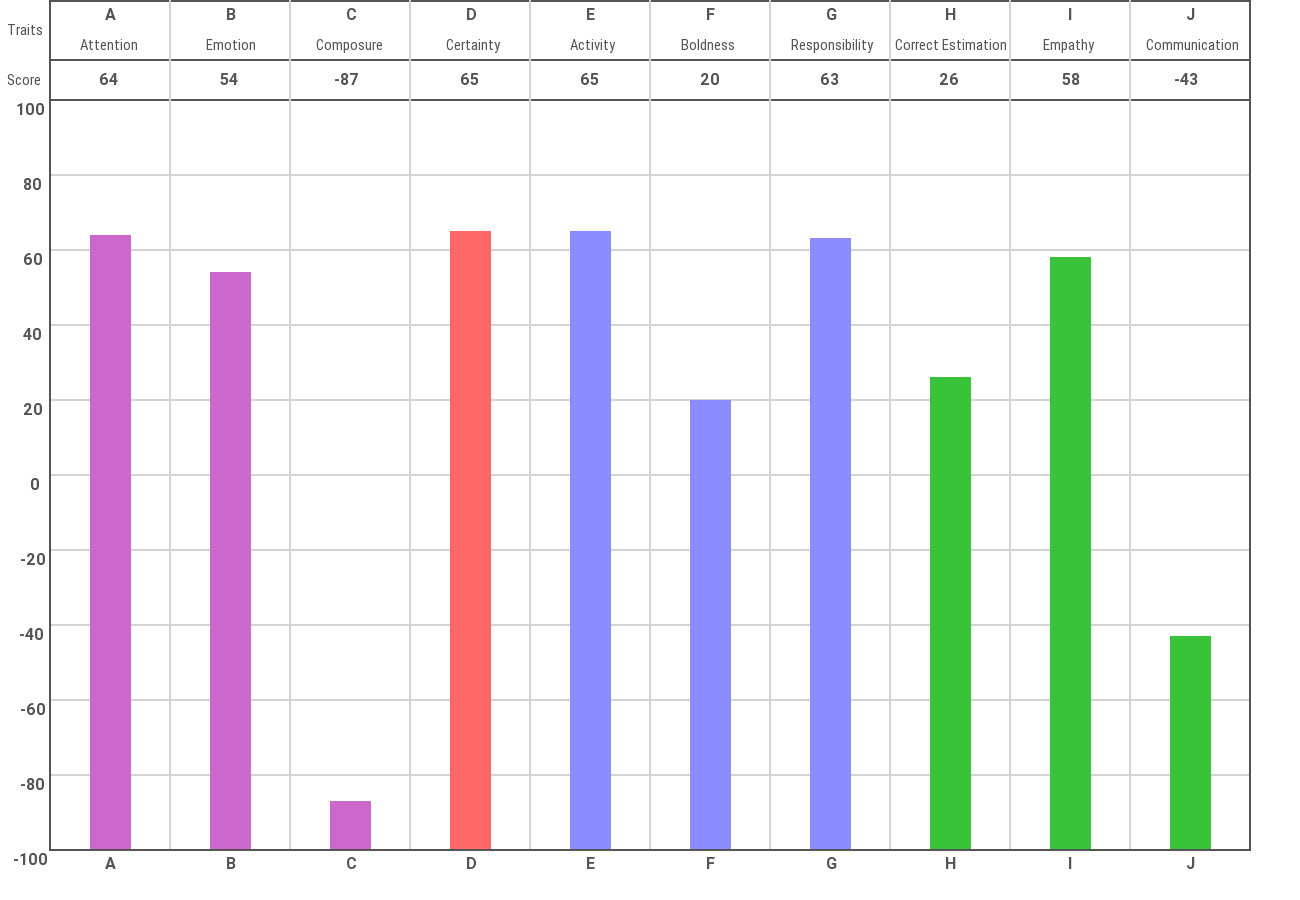 A B C D E F G H I J
Traits
Attention Emotion Composure Certainty Activity Boldness Responsibility Correct Estimation Empathy Communication
Score 64 54 -87 65 65 20 63 26 58 -43
100
80
60
40
20
0
-20
-40
-60
-80
-100
A B C D E F G H I J